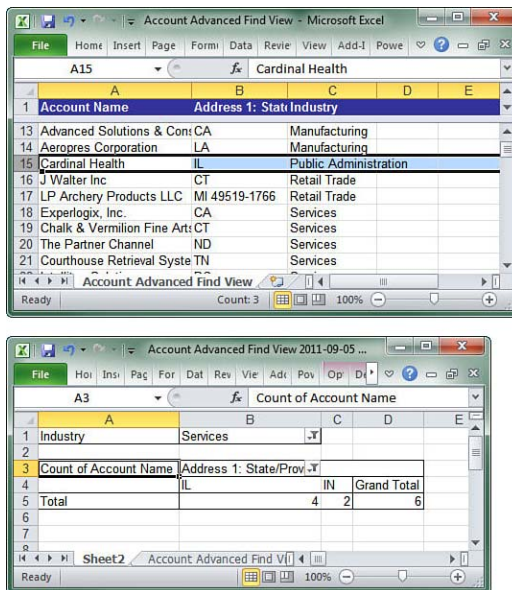 Account Advanced Find View - Microsoft Excel
File Home Insert Page Form Data Revie View Add-I Powe
A15 fx Cardinal Health
A B C D E
1 Account Name Address 1: State Industry
13 Advanced Solutions & Cons CA Manufacturing
14 Aeropres Corporation LA Manufacturing
15 Cardinal Health IL Public Administration
16 J Walter Inc CT Retail Trade
17 LP Archery Products LLC MI 49519-1766 Retail Trade
18 Experlogix, Inc. CA Services
19 Chalk & Vermilion Fine Arts CT Services
20 The Partner Channel ND Services
21 Courthouse Retrieval Syste TN Services
Account Advanced Find View
Ready Count: 3 100%
Account Advanced Find View 2011-09-05 ...
File Hor Ins Pag For Dat Rev Vie Add Pov Op De
A3 fx Count of Account Name
A B C D E
1 Industry Services
2
3 Count of Account Name Address 1: State/Prov
4 IL IN Grand Total
5 Total 4 2 6
6
7
8
Sheet2 Account Advanced Find Vi
Ready 100%